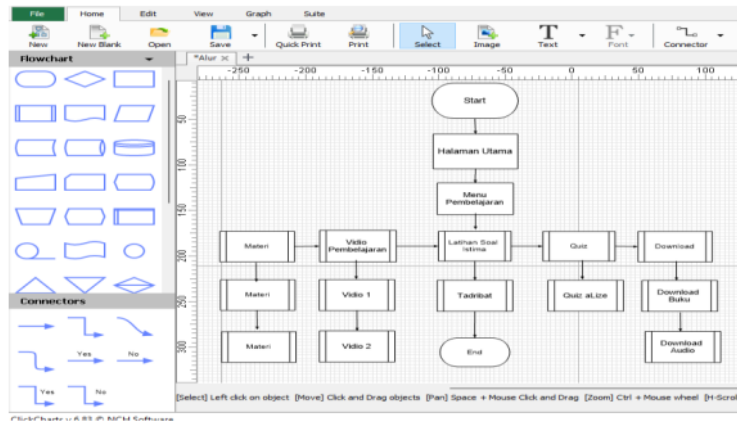 File Home Edit View Graph Suite
New New Blank Open Save Quick Print Print Select Image Text Font Connector
Flowchart
*Alur
-250 -200 -150 -100 -50 0 50 100
50
100
150
200
250
300
Start
Halaman Utama
Menu
Pembelajaran
Materi
Vidio
Pembelajaran
Latihan Soal
Istima
Quiz
Download
Materi
Vidio 1
Tadribat
Quiz aLize
Download
Buku
Materi
Vidio 2
End
Download
Audio
Connectors
Yes No
Yes No
[Select] Left click on object [Move] Click and Drag objects [Pan] Space + Mouse Click and Drag [Zoom] Ctrl + Mouse wheel [H-Scrol
ClickCharts v 6.83 © NCH Software